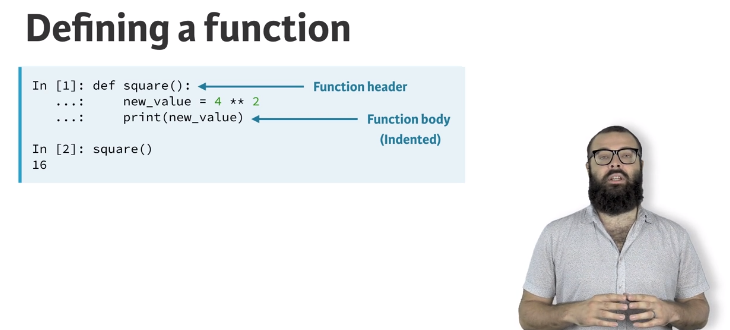 Defining a function
In [1]: def square():
Function header
...:     new_value = 4 ** 2
...:     print(new_value)
Function body
(Indented)
In [2]: square()
16